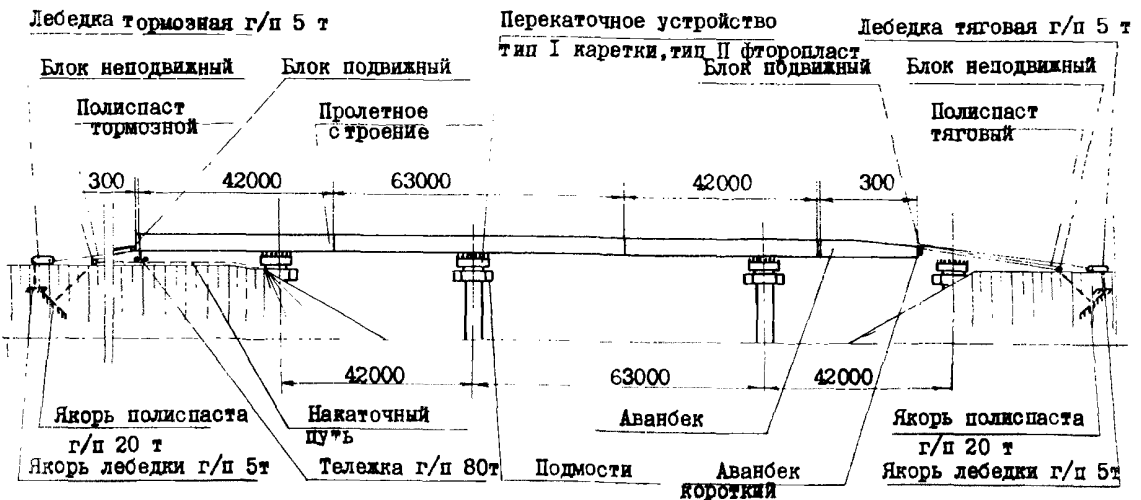 Лебедка тормозная г/п 5 т
Перекаточное устройство
тип I каретки, тип II фторопласт
Лебедка тяговая г/п 5 т
Блок неподвижный
Блок подвижный
Блок подвижный
Блок неподвижный
Полиспаст
тормозной
Пролетное
строение
Полиспаст
тяговый
300
42000
63000
42000
300
42000
63000
42000
Якорь полиспаста
г/п 20 т
Якорь лебедки г/п 5т
Накаточный
путь
Тележка г/п 80т
Подмости
Аванбек
Аванбек
короткий
Якорь полиспаста
г/п 20 т
Якорь лебедки г/п 5т